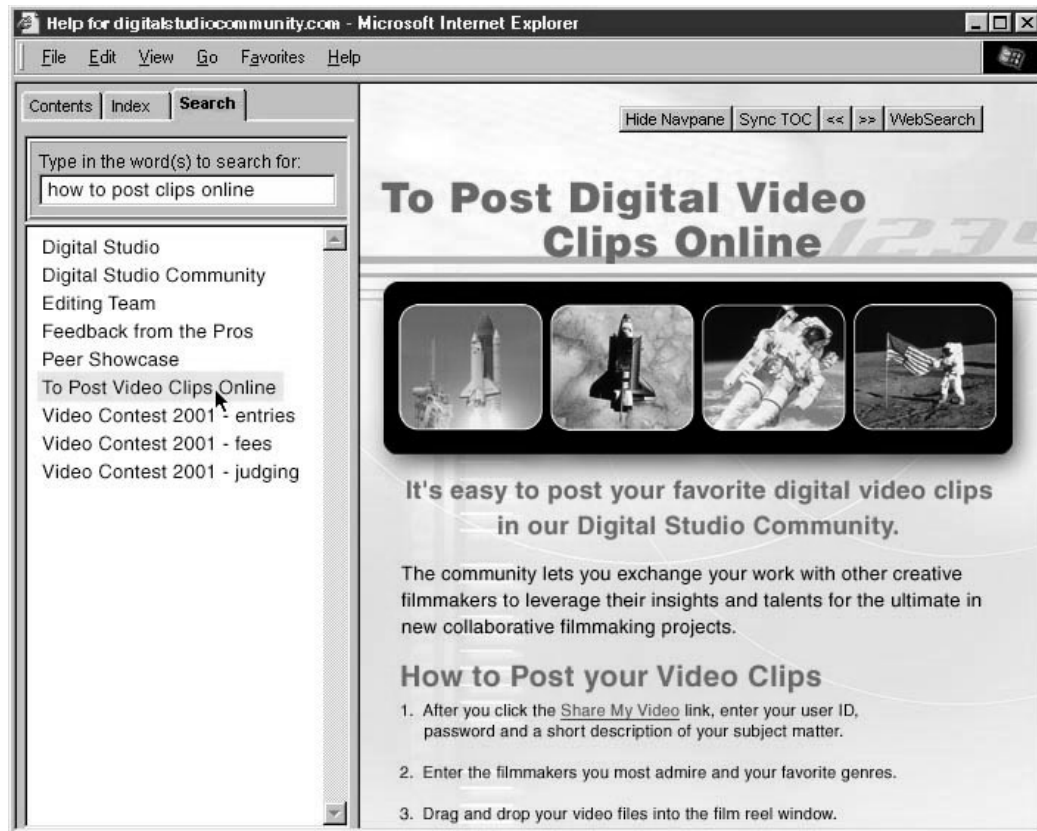 Help for digitalstudiocommunity.com - Microsoft Internet Explorer
File Edit View Go Favorites Help
Contents Index Search
Type in the word(s) to search for:
how to post clips online
Digital Studio
Digital Studio Community
Editing Team
Feedback from the Pros
Peer Showcase
To Post Video Clips Online
Video Contest 2001 - entries
Video Contest 2001 - fees
Video Contest 2001 - judging
Hide Navpane Sync TOC << >> WebSearch
To Post Digital Video
Clips Online
1234
It's easy to post your favorite digital video clips
in our Digital Studio Community.
The community lets you exchange your work with other creative
filmmakers to leverage their insights and talents for the ultimate in
new collaborative filmmaking projects.
How to Post your Video Clips
1. After you click the Share My Video link, enter your user ID,
password and a short description of your subject matter.
2. Enter the filmmakers you most admire and your favorite genres.
3. Drag and drop your video files into the film reel window.